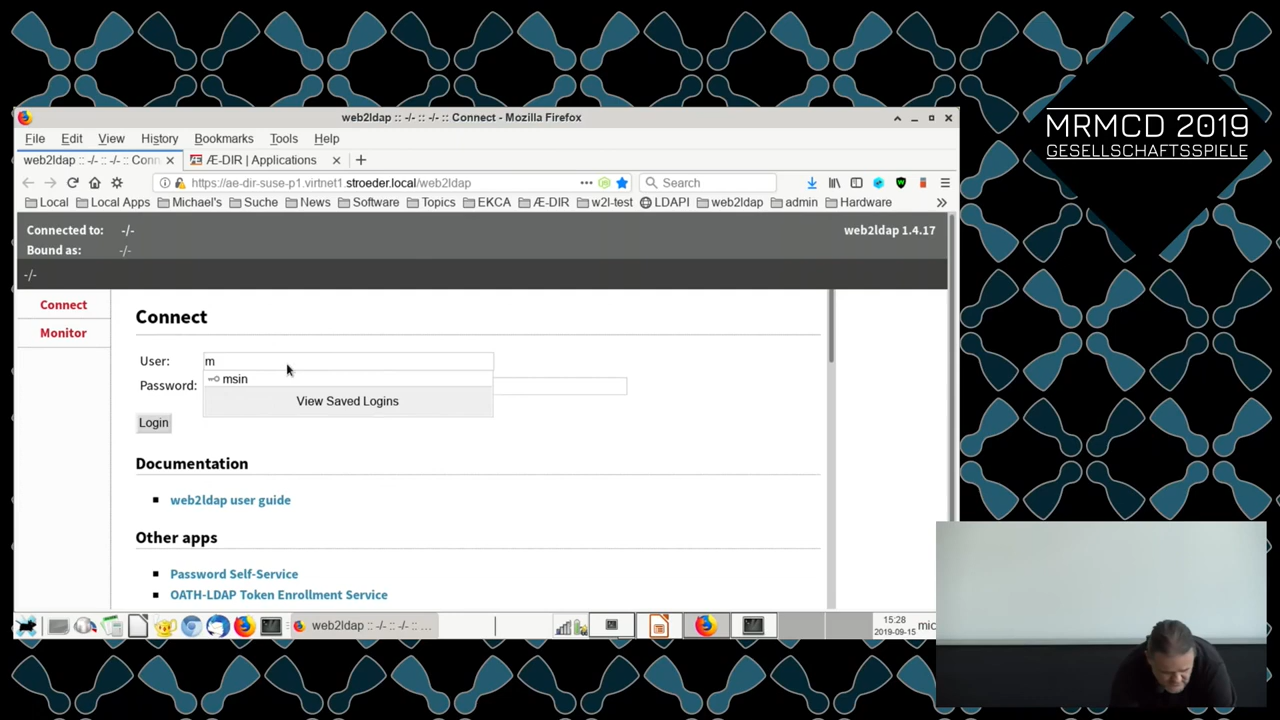 MRMCD 2019
GESELLSCHAFTSSPIELE
web2ldap :: -/- :: -/- :: Connect - Mozilla Firefox
File Edit View History Bookmarks Tools Help
web2ldap :: -/- :: -/- :: Conn
Æ-DIR | Applications
https://ae-dir-suse-p1.virtnet1.stroeder.local/web2ldap
Search
Local Local Apps Michael's Suche News Software Topics EKCA Æ-DIR w2l-test LDAPI web2ldap admin Hardware
Connected to: -/-
web2ldap 1.4.17
Bound as: -/-
-/-
Connect
Monitor
Connect
User: m
msin
Password:
View Saved Logins
Login
Documentation
web2ldap user guide
Other apps
Password Self-Service
OATH-LDAP Token Enrollment Service
web2ldap :: -/- :: -/- :: ...
15:28
2019-09-15
mic